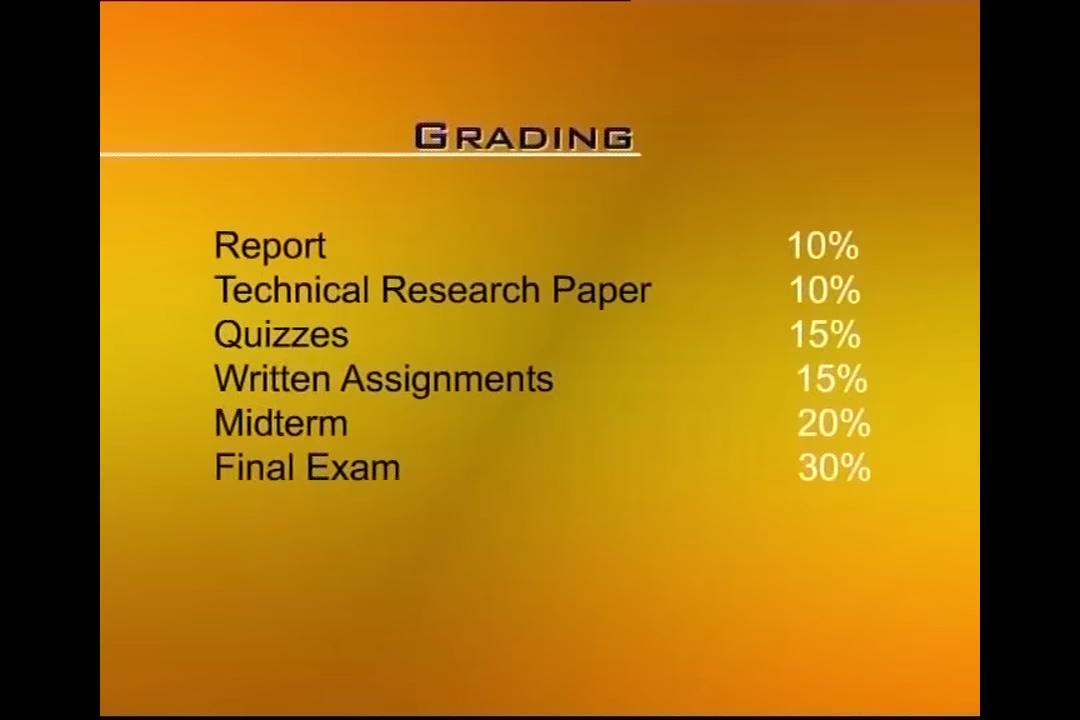 GRADING
Report 10%
Technical Research Paper 10%
Quizzes 15%
Written Assignments 15%
Midterm 20%
Final Exam 30%